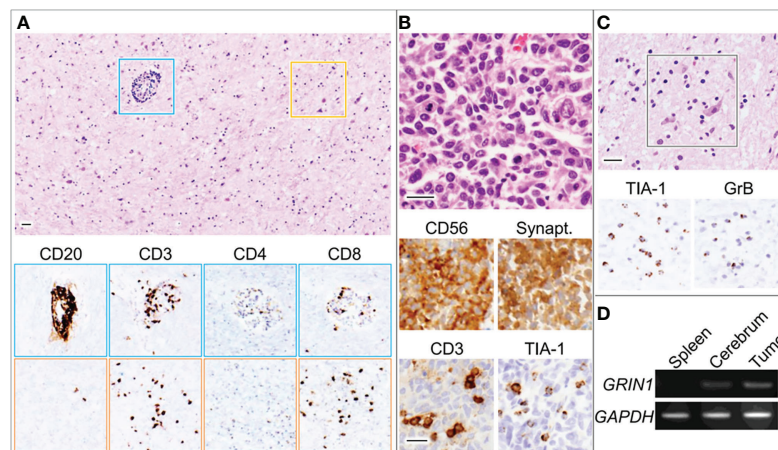 A
CD20 CD3 CD4 CD8
B
CD56 Synapt.
CD3 TIA-1
C
TIA-1 GrB
D
Spleen Cerebrum
GRIN1
GAPDH